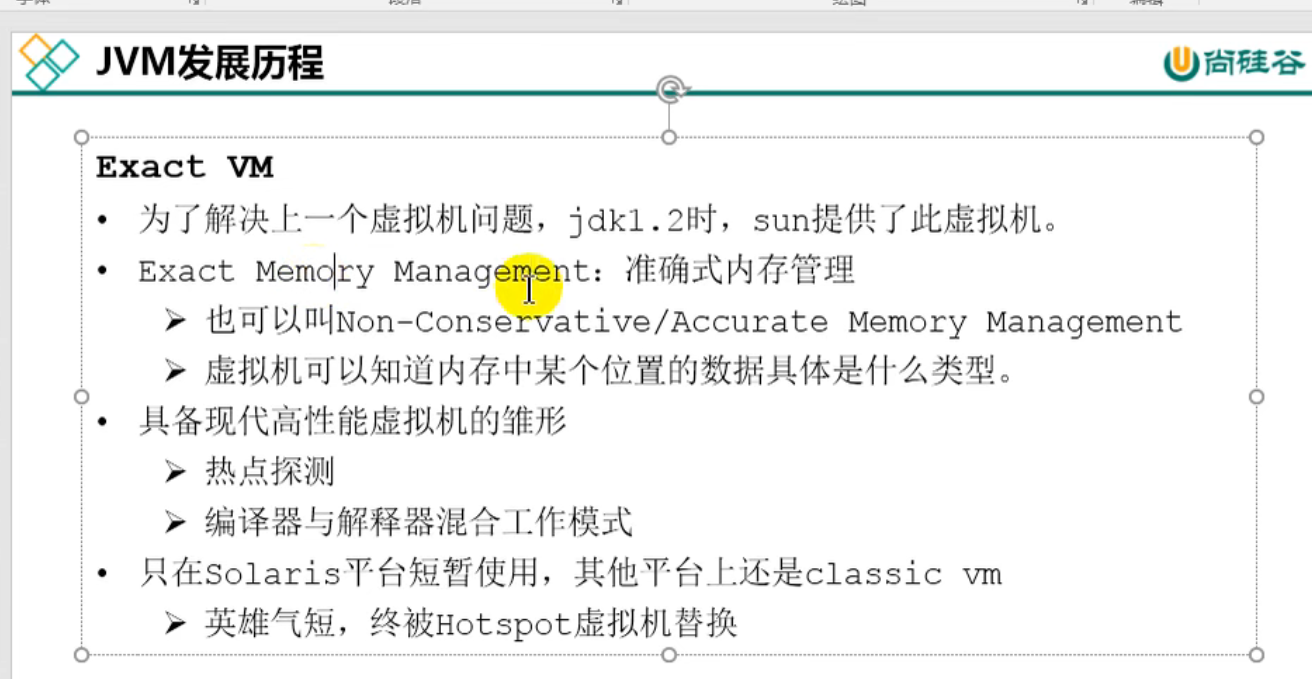 JVM发展历程
尚硅谷
Exact VM
• 为了解决上一个虚拟机问题，jdk1.2时，sun提供了此虚拟机。
• Exact Memory Management：准确式内存管理
➢ 也可以叫Non-Conservative/Accurate Memory Management
➢ 虚拟机可以知道内存中某个位置的数据具体是什么类型。
• 具备现代高性能虚拟机的雏形
➢ 热点探测
➢ 编译器与解释器混合工作模式
• 只在Solaris平台短暂使用，其他平台上还是classic vm
➢ 英雄气短，终被Hotspot虚拟机替换